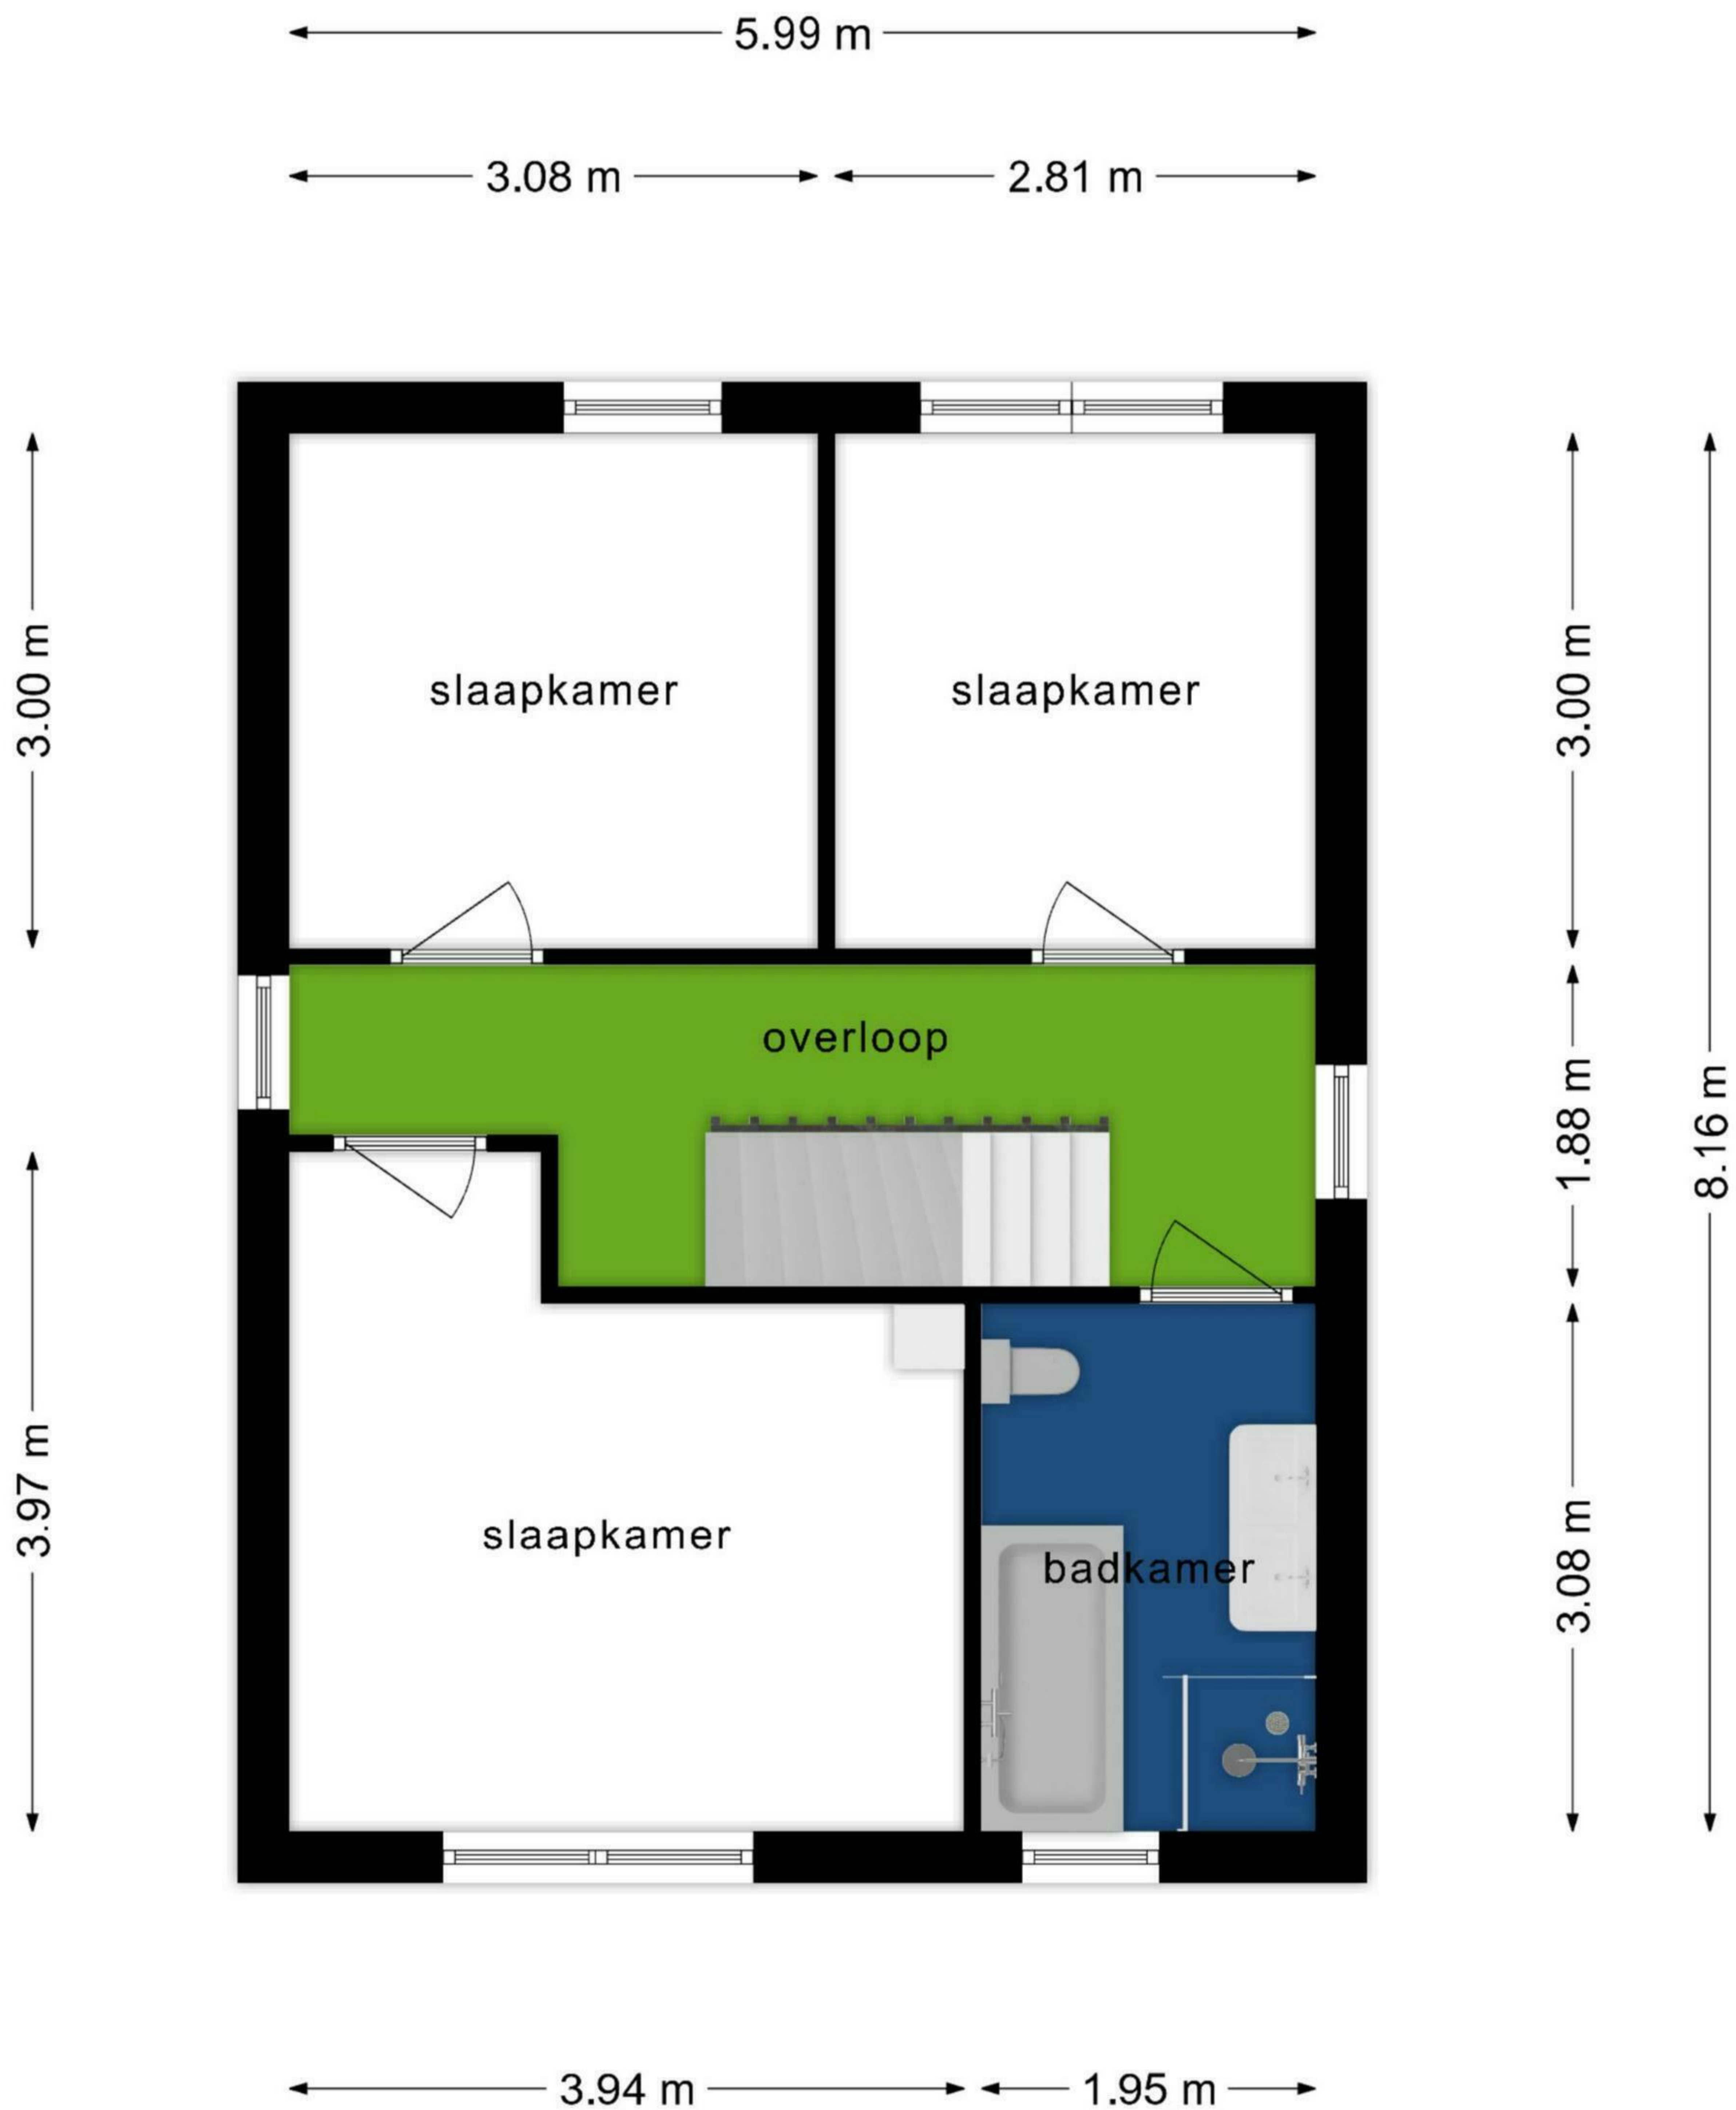 5.99 m
3.08 m
2.81 m
3.00 m
slaapkamer
slaapkamer
3.00 m
overloop
1.88 m
8.16 m
3.97 m
slaapkamer
badkamer
3.08 m
3.94 m
1.95 m